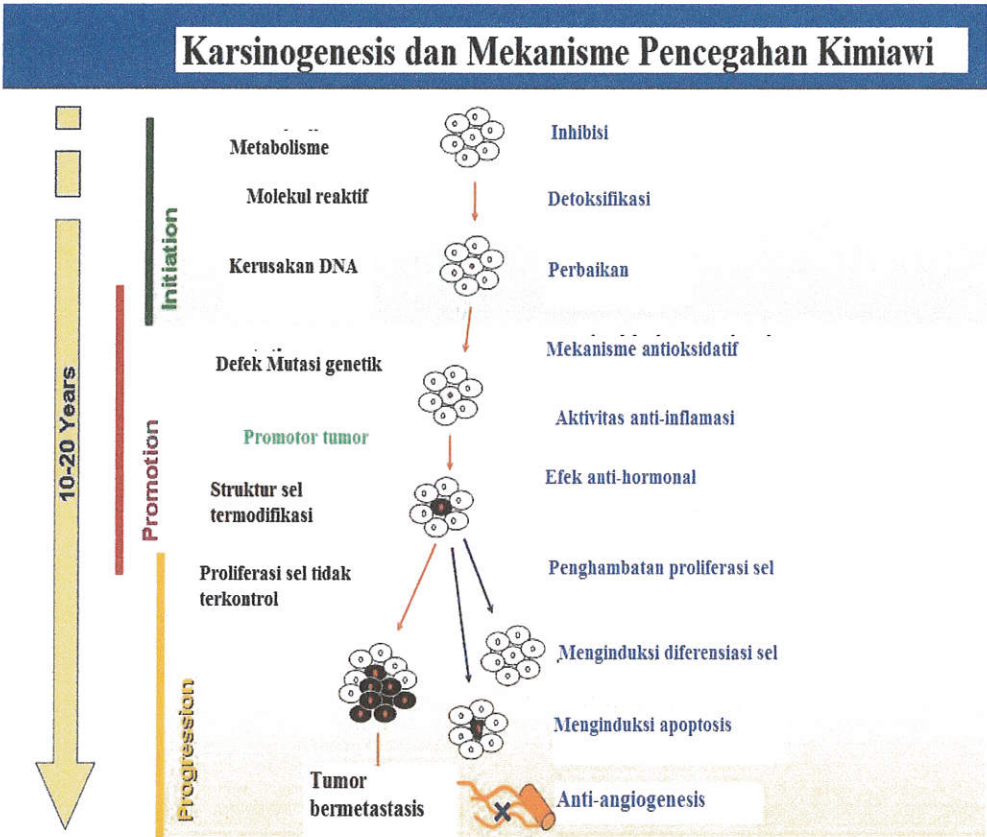 Karsinogenesis dan Mekanisme Pencegahan Kimiawi
10-20 Years
Initiation
Promotion
Progression
Metabolisme
Molekul reaktif
Kerusakan DNA
Defek Mutasi genetik
Promotor tumor
Struktur sel
termodifikasi
Proliferasi sel tidak
terkontrol
Tumor
bermetastasis
Inhibisi
Detoksifikasi
Perbaikan
Mekanisme antioksidatif
Aktivitas anti-inflamasi
Efek anti-hormonal
Penghambatan proliferasi sel
Menginduksi diferensiasi sel
Menginduksi apoptosis
Anti-angiogenesis